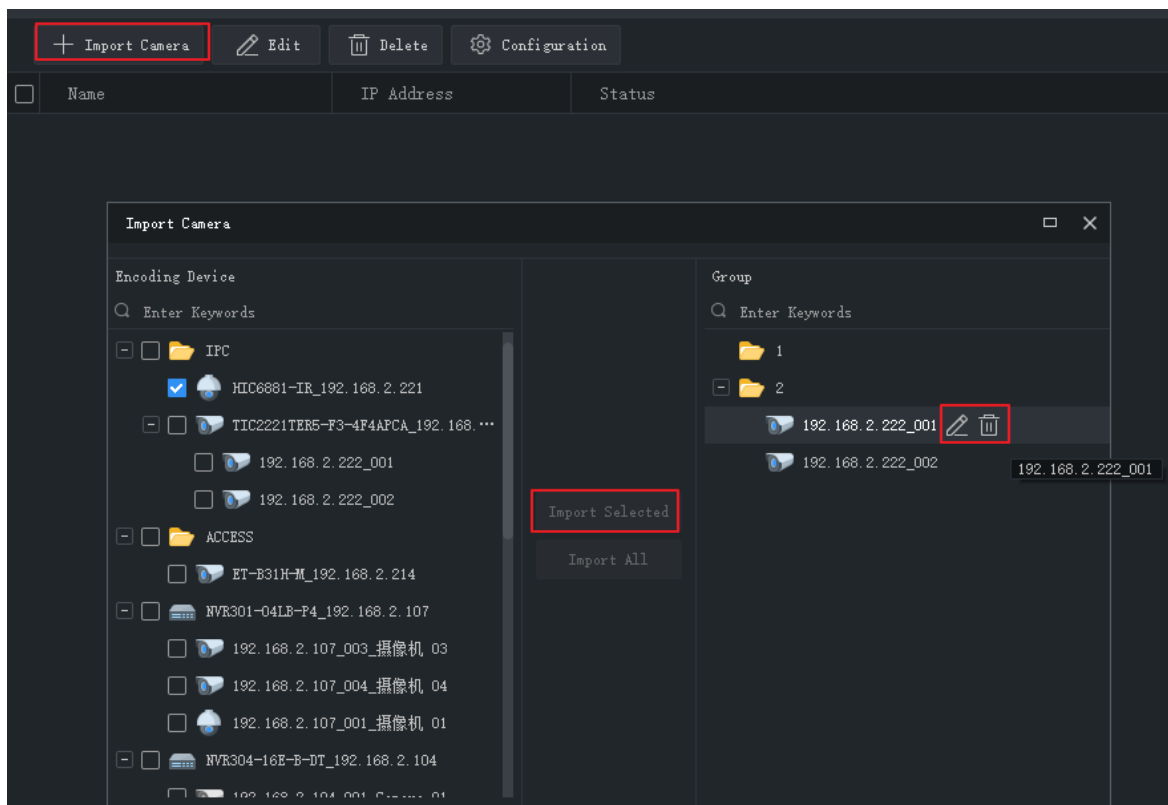 Import Camera Edit Delete Configuration
Name IP Address Status
Import Camera
Encoding Device
Enter Keywords
IPC
HIC6881-IR_192.168.2.221
TIC2221TER5-F3-4F4APCA_192.168.···
192.168.2.222_001
192.168.2.222_002
ACCESS
ET-B31H-M_192.168.2.214
NVR301-04LB-P4_192.168.2.107
192.168.2.107_003_摄像机 03
192.168.2.107_004_摄像机 04
192.168.2.107_001_摄像机 01
NVR304-16E-B-DT_192.168.2.104
192.168.2.104_001_Camera 01
Import Selected
Import All
Group
Enter Keywords
1
2
192.168.2.222_001
192.168.2.222_002
192.168.2.222_001